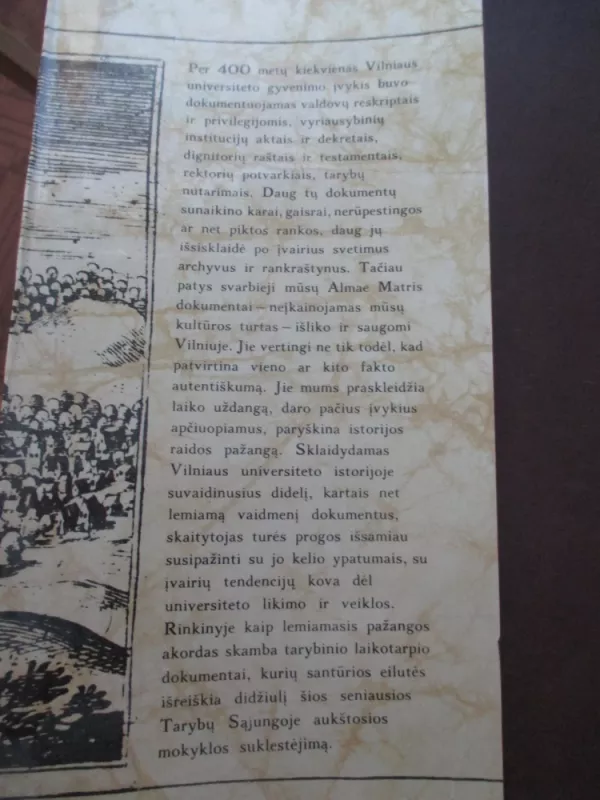 Per 400 metų kiekvienas Vilniaus
universiteto gyvenimo įvykis buvo
dokumentuojamas valdovų reskriptais
ir privilegijomis, vyriausybinių
institucijų aktais ir dekretais,
dignitorių raštais ir testamentais,
rektorių potvarkiais, tarybų
nutarimais. Daug tų dokumentų
sunaikino karai, gaisrai, nerūpestingos
ar net piktos rankos, daug jų
išsisklaidė po įvairius svetimus
archyvus ir rankraštynus. Tačiau
patys svarbieji mūsų Almae Matris
dokumentai – neįkainojamas mūsų
kultūros turtas – išliko ir saugomi
Vilniuje. Jie vertingi ne tik todėl, kad
patvirtina vieno ar kito fakto
autentiškumą. Jie mums praskleidžia
laiko uždangą, daro pačius įvykius
apčiuopiamus, paryškina istorijos
raidos pažangą. Sklaidydamas
Vilniaus universiteto istorijoje
suvaidinusius didelį, kartais net
lemiamą vaidmenį dokumentus,
skaitytojas turės progos išsamiau
susipažinti su jo kelio ypatumais, su
įvairių tendencijų kova dėl
universiteto likimo ir veiklos.
Rinkinyje kaip lemiamasis pažangos
akordas skamba tarybinio laikotarpio
dokumentai, kurių santūrios eilutės
išreiškia didžiulį šios seniausios
Tarybų Sąjungoje aukštosios
mokyklos suklestėjimą.